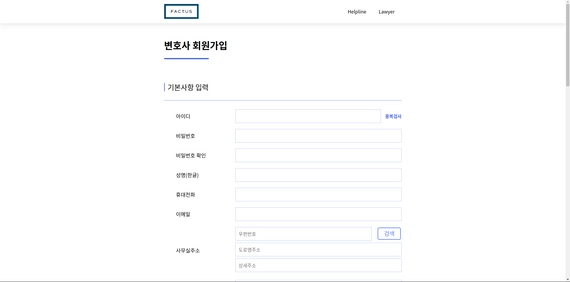 FACTUS
Helpline Lawyer
변호사 회원가입
기본사항 입력
아이디 중복검사
비밀번호
비밀번호 확인
성명(한글)
휴대전화
이메일
우편번호 검색
사무실주소
도로명주소
상세주소